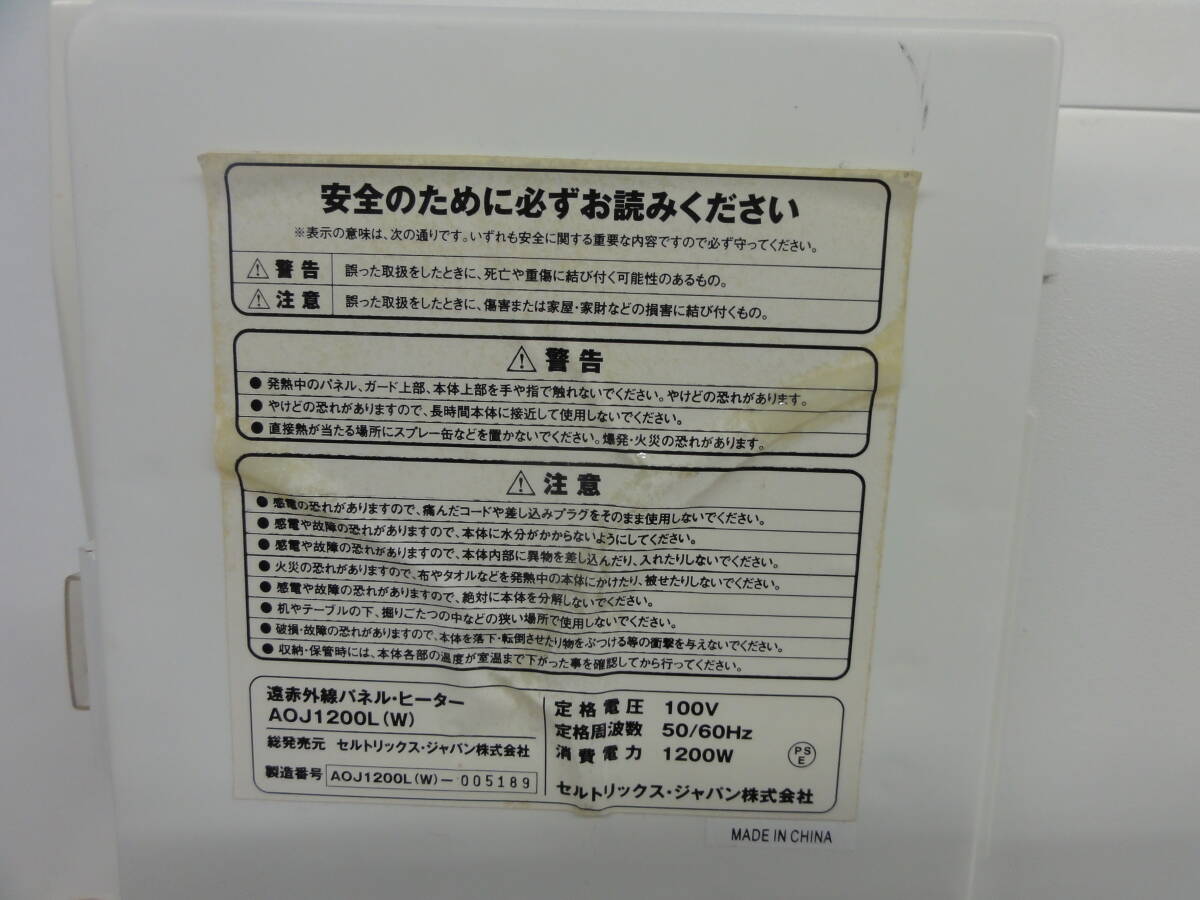 安全のために必ずお読みください
※表示の意味は、次の通りです。いずれも安全に関する重要な内容ですので必ず守ってください。
⚠ 警告 誤った取扱をしたときに、死亡や重傷に結び付く可能性のあるもの。
⚠ 注意 誤った取扱をしたときに、傷害または家屋・家財などの損害に結び付くもの。
⚠ 警告
● 発熱中のパネル、ガード上部、本体上部を手や指で触れないでください。やけどの恐れがあります。
● やけどの恐れがありますので、長時間本体に接近して使用しないでください。
● 直接熱が当たる場所にスプレー缶などを置かないでください。爆発・火災の恐れがあります。
⚠ 注意
● 感電の恐れがありますので、痛んだコードや差し込みプラグをそのまま使用しないでください。
● 感電や故障の恐れがありますので、本体に水分がかからないようにしてください。
● 感電や故障の恐れがありますので、本体内部に異物を差し込んだり、入れたりしないでください。
● 火災の恐れがありますので、布やタオルなどを発熱中の本体にかけたり、被せたりしないでください。
● 感電や故障の恐れがありますので、絶対に本体を分解しないでください。
● 机やテーブルの下、掘りごたつの中などの狭い場所で使用しないでください。
● 破損・故障の恐れがありますので、本体を落下・転倒させたり物をぶつける等の衝撃を与えないでください。
● 収納・保管時には、本体各部の温度が室温まで下がった事を確認してから行ってください。
遠赤外線パネル・ヒーター
AOJ1200L(W)
総発売元 セルトリックス・ジャパン株式会社
製造番号 AOJ1200L(W)-005189
定格電圧 100V
定格周波数 50/60Hz
消費電力 1200W
PSE
セルトリックス・ジャパン株式会社
MADE IN CHINA